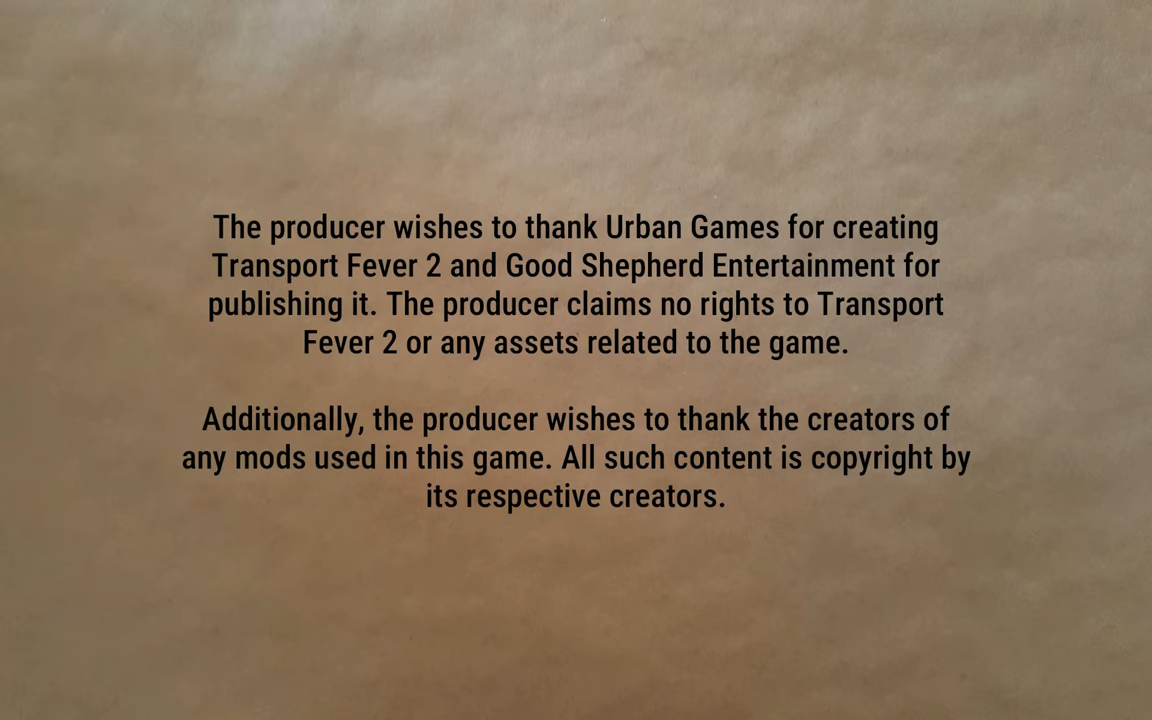 The producer wishes to thank Urban Games for creating
Transport Fever 2 and Good Shepherd Entertainment for
publishing it. The producer claims no rights to Transport
Fever 2 or any assets related to the game.
Additionally, the producer wishes to thank the creators of
any mods used in this game. All such content is copyright by
its respective creators.